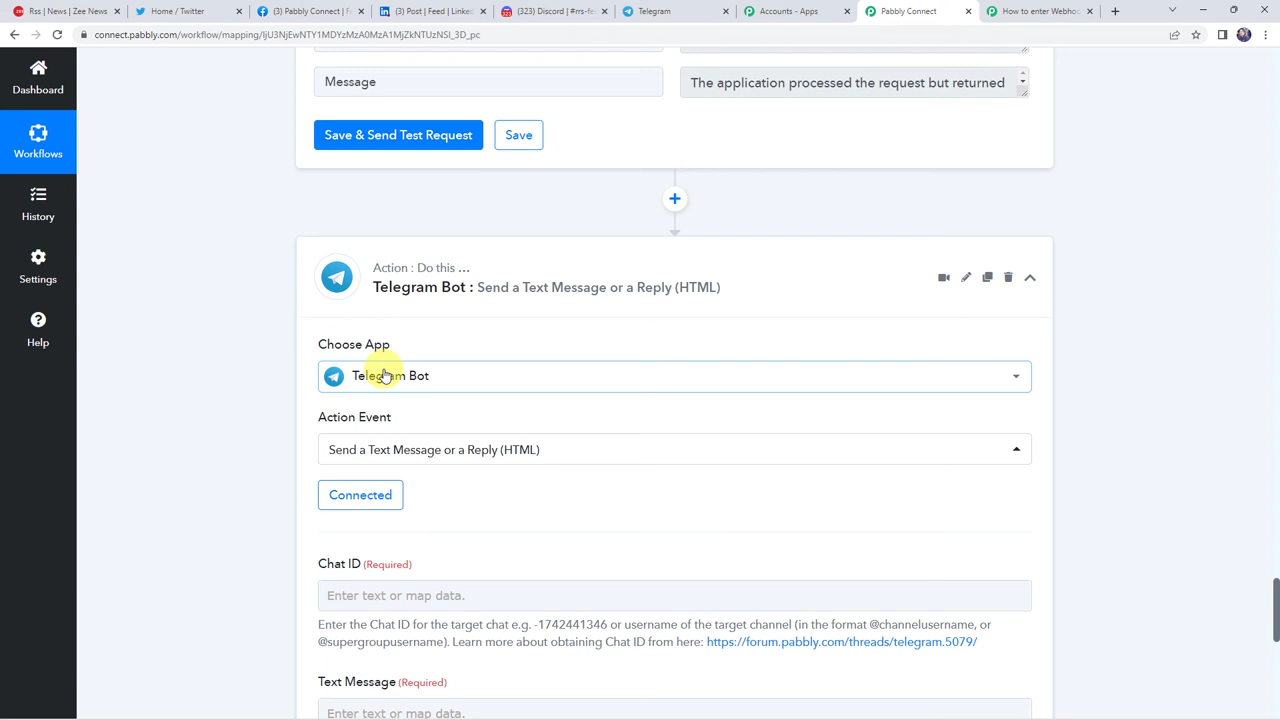 Rss | News | Zee News
Home / Twitter
(3) Pabbly Connect | F
(3) Post | Feed | Linke
(323) Discord | #rss-fe
Telegram
Accounts - Apps
Pabbly Connect
How to enter Webhoo
connect.pabbly.com/workflow/mapping/IjU3NjEwNTY1MDYzMzA0MzA1MjZkNTUzNSI_3D_pc
Dashboard
Workflows
History
Settings
Help
Message
The application processed the request but returned
Save & Send Test Request
Save
Action : Do this ...
Telegram Bot : Send a Text Message or a Reply (HTML)
Choose App
Telegram Bot
Action Event
Send a Text Message or a Reply (HTML)
Connected
Chat ID (Required)
Enter text or map data.
Enter the Chat ID for the target chat e.g. -1742441346 or username of the target channel (in the format @channelusername, or
@supergroupusername). Learn more about obtaining Chat ID from here: https://forum.pabbly.com/threads/telegram.5079/
Text Message (Required)
Enter text or map data.